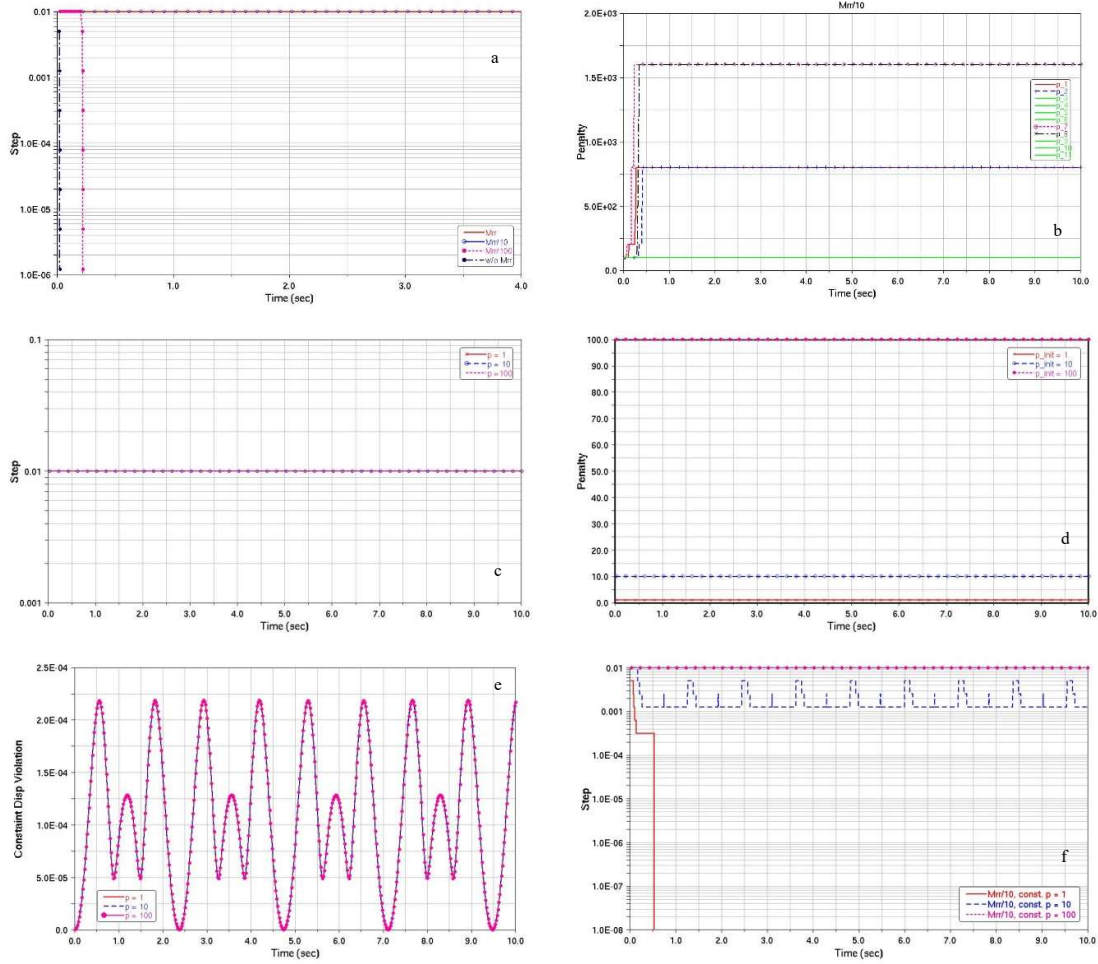 0.01
0.001
1.0E-04
1.0E-05
1.0E-06
Step
a
Mrr
Mrr/10
Mrr/100
w/o Mrr
0.0 1.0 2.0 3.0 4.0
Time (sec)
Mrr/10
2.0E+03
1.5E+03
1.0E+03
5.0E+02
0.0
Penalty
p_1
p_2
p_7
p_10
b
0.0 1.0 2.0 3.0 4.0 5.0 6.0 7.0 8.0 9.0 10.0
Time (sec)
0.1
0.01
0.001
Step
p = 1
p = 10
p = 100
c
0.0 1.0 2.0 3.0 4.0 5.0 6.0 7.0 8.0 9.0 10.0
Time (sec)
100.0
90.0
80.0
70.0
60.0
50.0
40.0
30.0
20.0
10.0
0.0
Penalty
p_init = 1
p_init = 10
p_init = 100
d
0.0 1.0 2.0 3.0 4.0 5.0 6.0 7.0 8.0 9.0 10.0
Time (sec)
2.5E-04
2.0E-04
1.5E-04
1.0E-04
5.0E-05
0.0
Constraint Disp Violation
e
p = 1
p = 10
p = 100
0.0 1.0 2.0 3.0 4.0 5.0 6.0 7.0 8.0 9.0 10.0
Time (sec)
0.01
0.001
1.0E-04
1.0E-05
1.0E-06
1.0E-07
1.0E-08
Step
f
Mrr/10, const. p = 1
Mrr/10, const. p = 10
Mrr/10, const. p = 100
0.0 1.0 2.0 3.0 4.0 5.0 6.0 7.0 8.0 9.0 10.0
Time (sec)